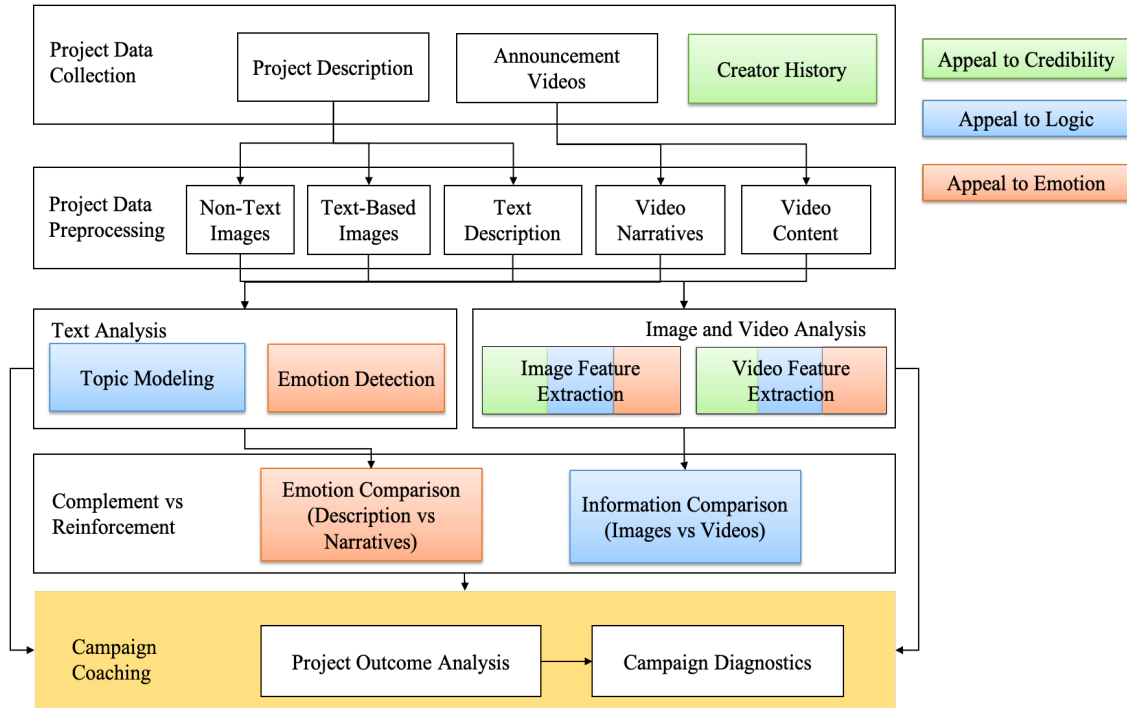 Project Data
Collection
Project Description
Announcement
Videos
Creator History
Appeal to Credibility
Appeal to Logic
Appeal to Emotion
Project Data
Preprocessing
Non-Text
Images
Text-Based
Images
Text
Description
Video
Narratives
Video
Content
Text Analysis
Topic Modeling
Emotion Detection
Image and Video Analysis
Image Feature
Extraction
Video Feature
Extraction
Complement vs
Reinforcement
Emotion Comparison
(Description vs
Narratives)
Information Comparison
(Images vs Videos)
Campaign
Coaching
Project Outcome Analysis
Campaign Diagnostics